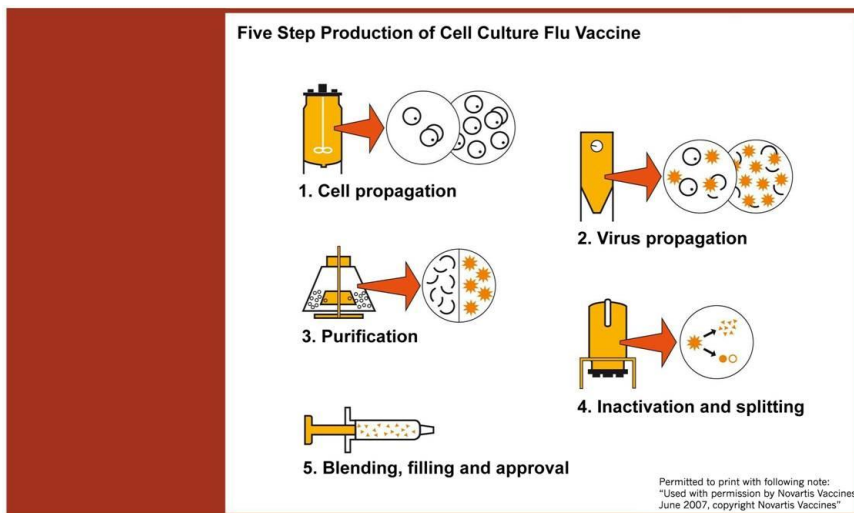 Five Step Production of Cell Culture Flu Vaccine
1. Cell propagation
2. Virus propagation
3. Purification
4. Inactivation and splitting
5. Blending, filling and approval
Permitted to print with following note:
"Used with permission by Novartis Vaccines
June 2007, copyright Novartis Vaccines"